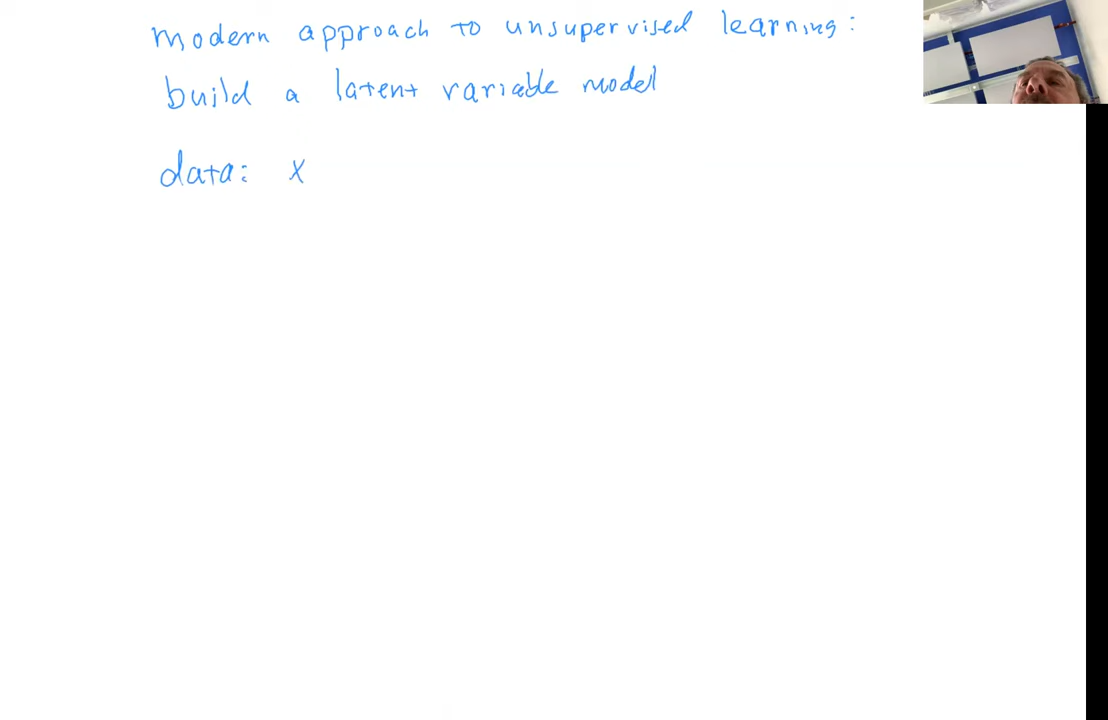 modern approach to unsupervised learning:
build a latent variable model
data: x